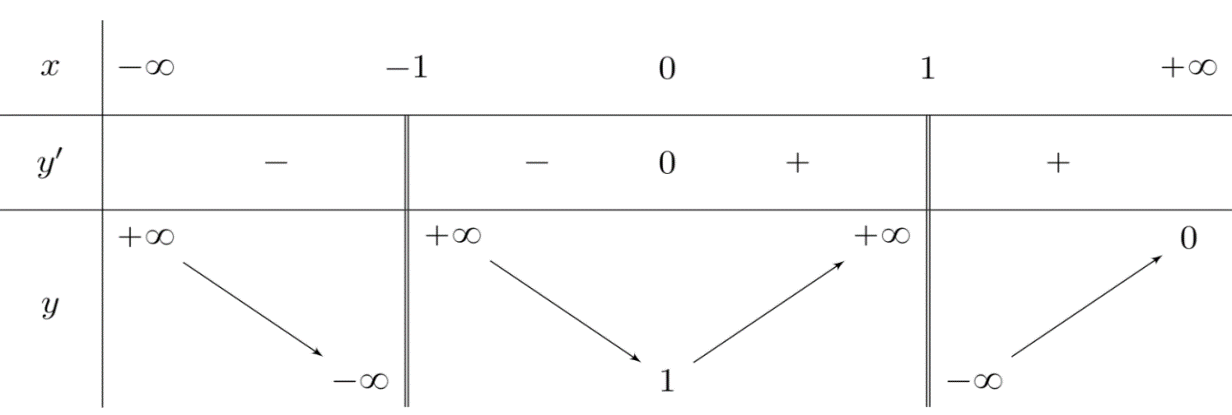 x −∞ −1 0 1 +∞
y′ − − 0 + +
+∞ +∞ +∞ 0
y
−∞ 1 −∞